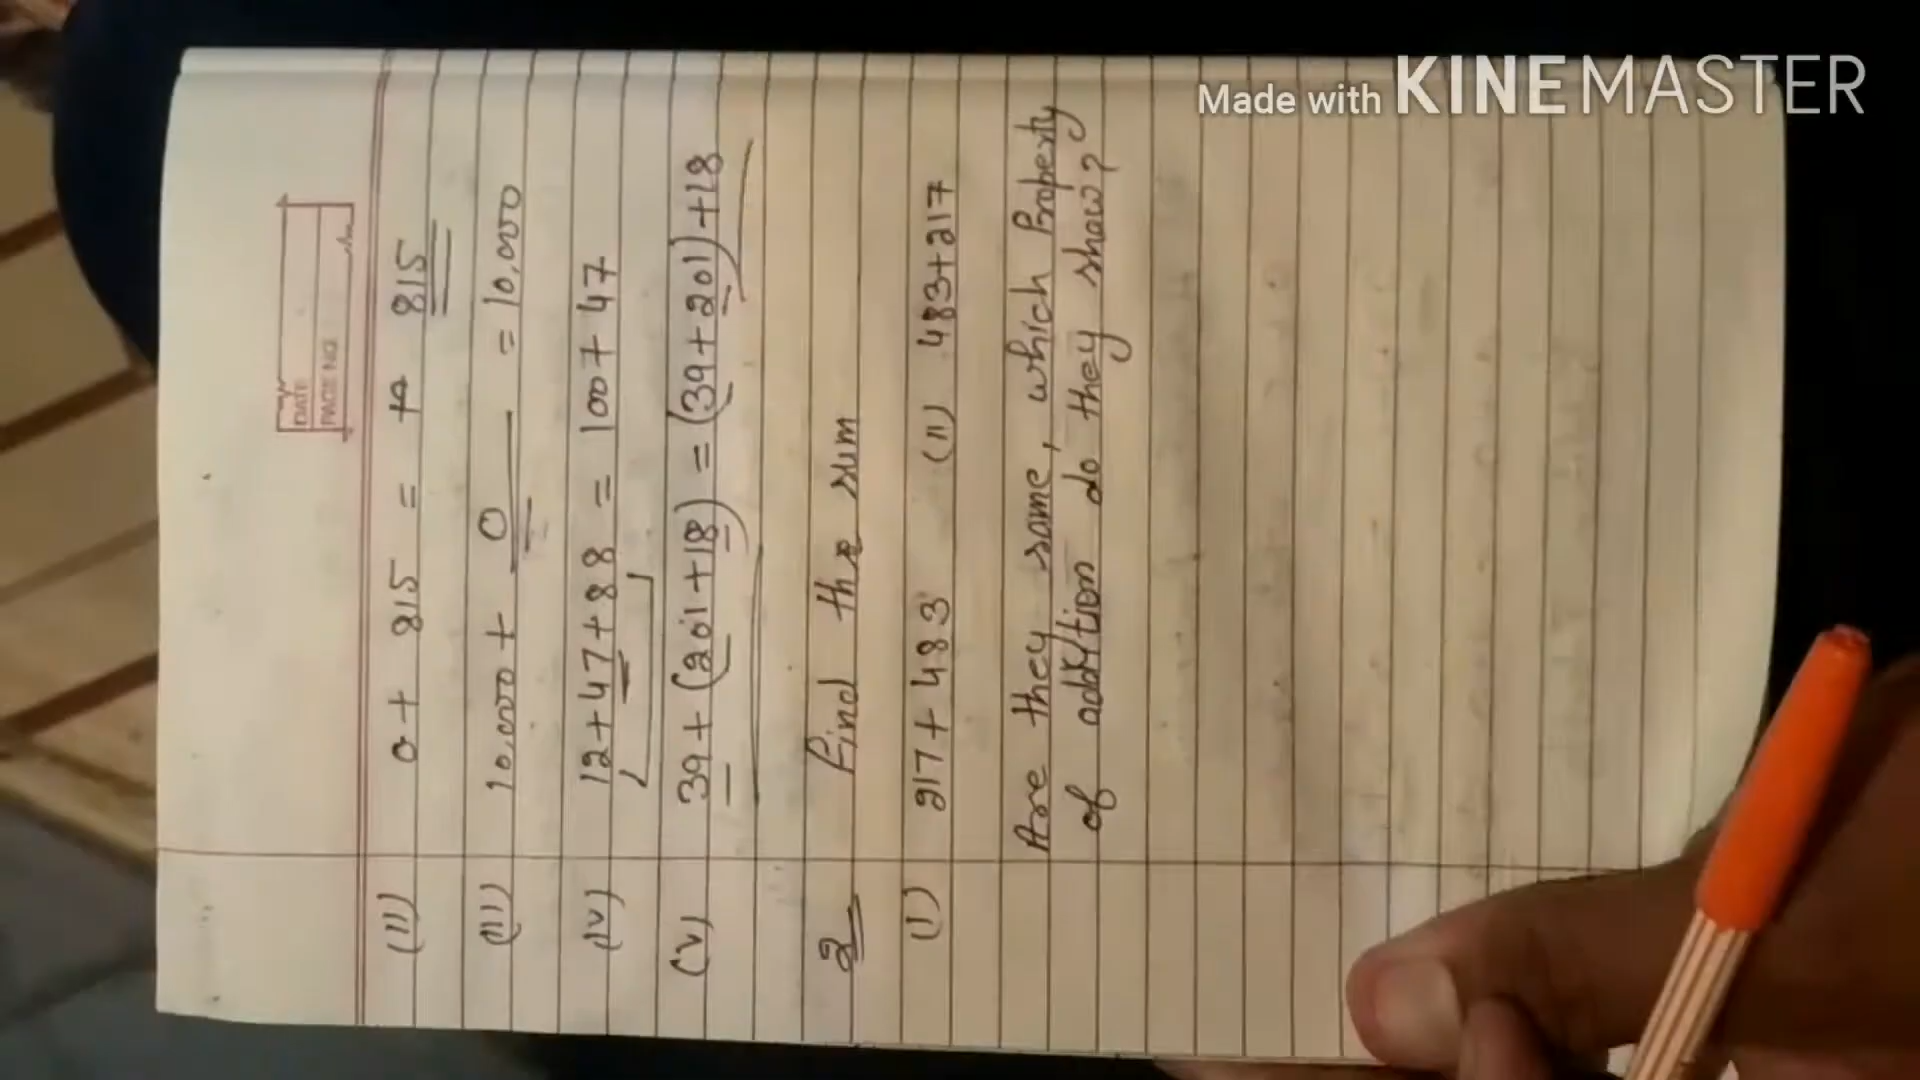 Made with KINEMASTER
DATE
PAGE NO
(II) 0 + 815 = + 815
(III) 10,000 + 0 = 10,000
(IV) 12 + 47 + 88 = 100 + 47
(V) 39 + (201 + 18) = (39 + 201) + 18
2 Find the sum
(I) 217 + 483 (II) 483 + 217
Are they same, which Property
of addition do they show?